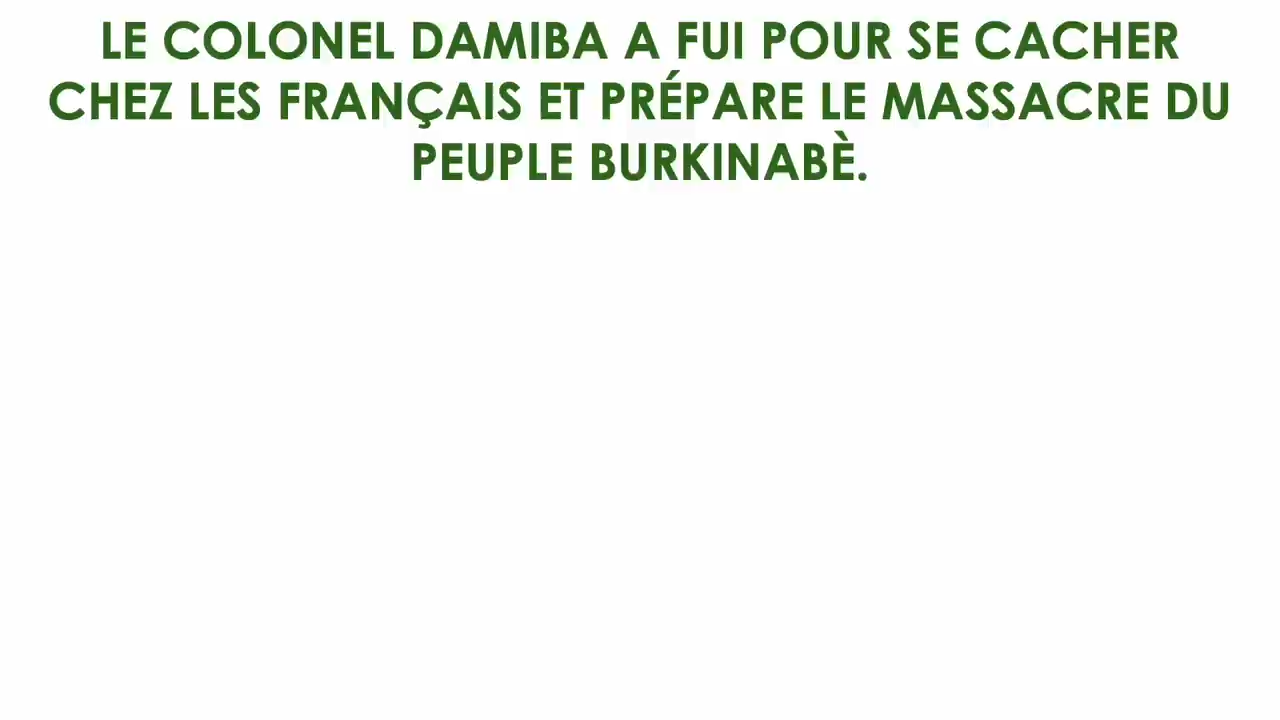 LE COLONEL DAMIBA A FUI POUR SE CACHER
CHEZ LES FRANÇAIS ET PRÉPARE LE MASSACRE DU
PEUPLE BURKINABÈ.